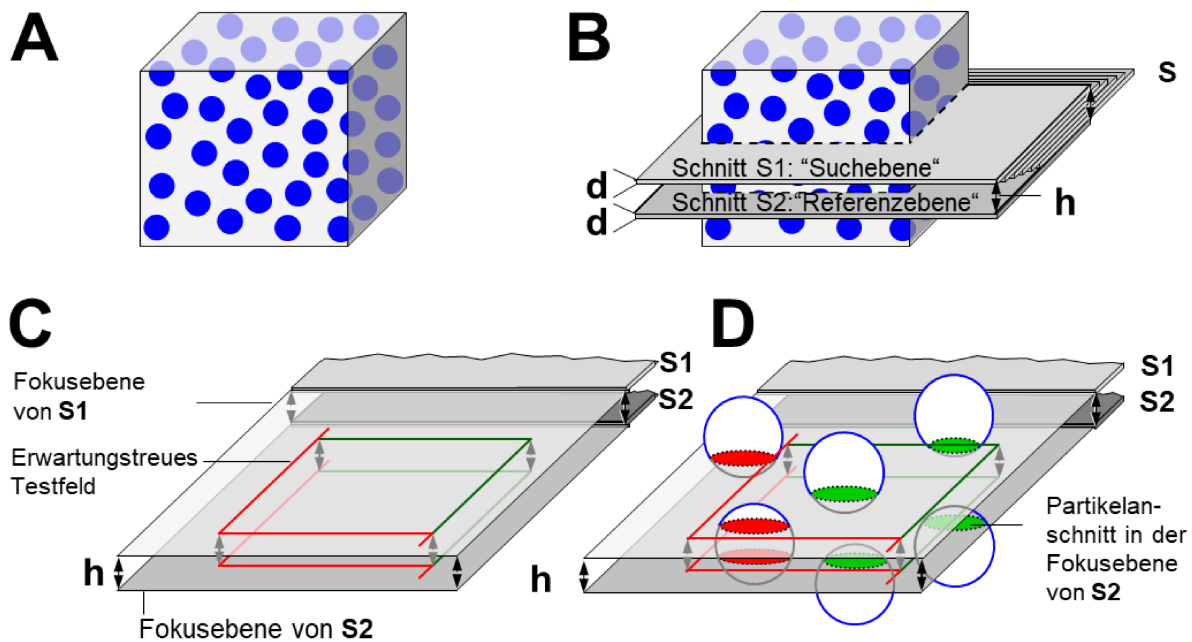 A
B
S
Schnitt S1: “Suchebene“
d
Schnitt S2:“Referenzebene“
h
d
C
D
S1
S2
Fokusebene
von S1
Erwartungstreues
Testfeld
h
Fokusebene von S2
S1
S2
Partikelan-
schnitt in der
Fokusebene
von S2
h